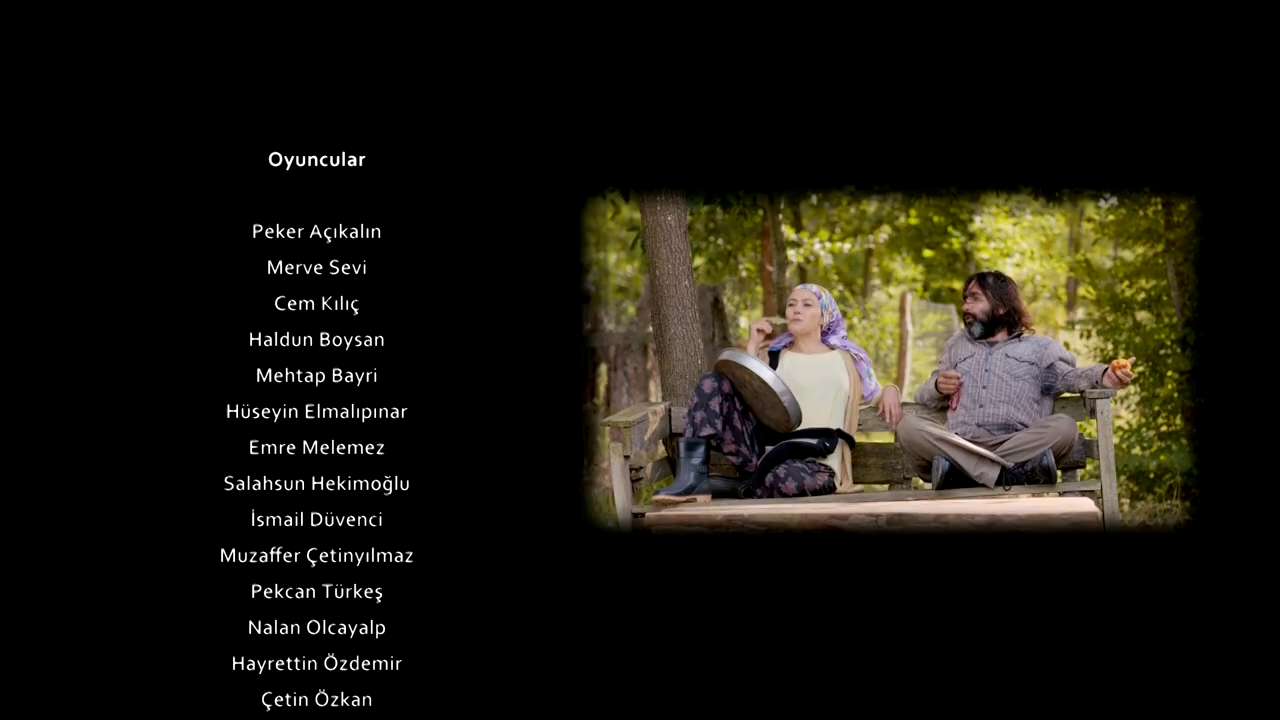 Oyuncular
Peker Açıkalın
Merve Sevi
Cem Kılıç
Haldun Boysan
Mehtap Bayri
Hüseyin Elmalıpınar
Emre Melemez
Salahsun Hekimoğlu
İsmail Düvenci
Muzaffer Çetinyılmaz
Pekcan Türkeş
Nalan Olcayalp
Hayrettin Özdemir
Çetin Özkan